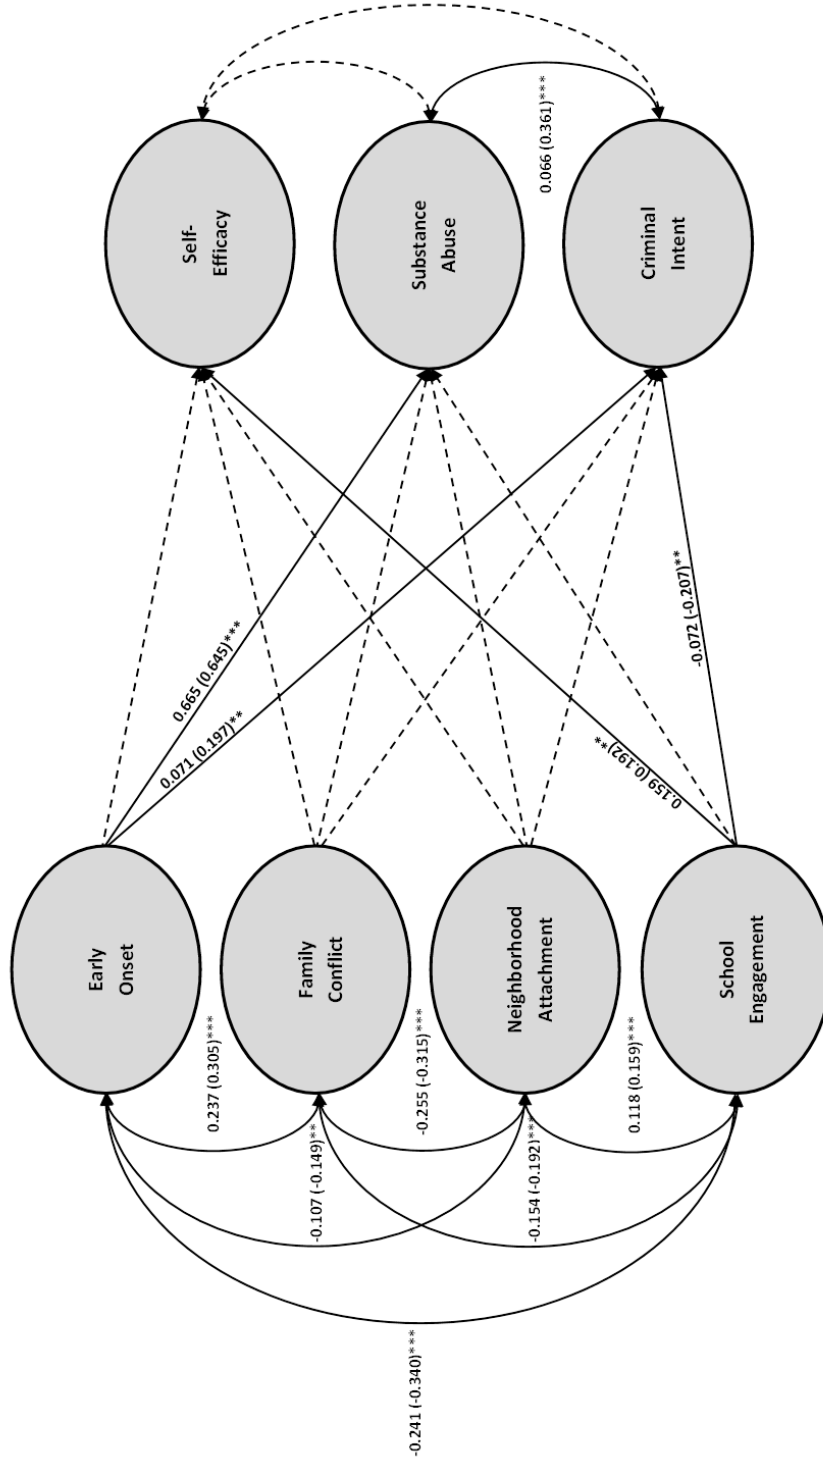 Early
Onset
Family
Conflict
Neighborhood
Attachment
School
Engagement
Self-
Efficacy
Substance
Abuse
Criminal
Intent
0.237 (0.305)***
-0.255 (-0.315)***
0.118 (0.159)***
-0.107 (-0.149)**
-0.154 (-0.192)***
-0.241 (-0.340)***
0.665 (0.645)***
0.071 (0.197)**
0.159 (0.192)**
-0.072 (-0.207)**
0.066 (0.361)***